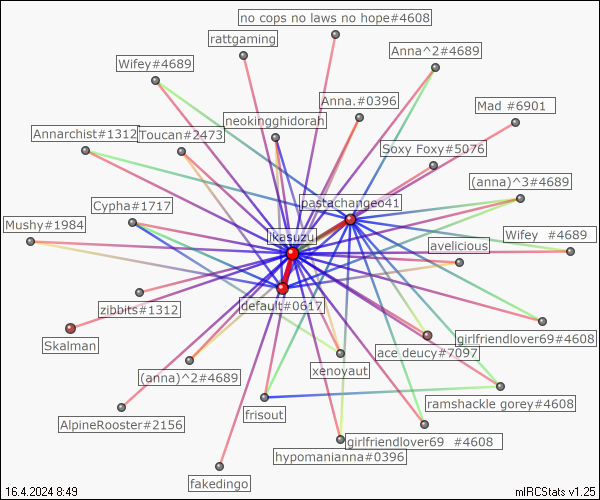 no cops no laws no hope#4608
rattgaming
Anna^2#4689
Wifey#4689
Anna.#0396
Mad #6901
neokingghidorah
Annarchist#1312
Toucan#2473
Soxy Foxy#5076
(anna)^3#4689
pastachangeo41
Cypha#1717
Mushy#1984
ikasuzu
Wifey #4689
avelicious
zibbits#1312
default#0617
Skalman
girlfriendlover69#4608
ace deucy#7097
xenoyaut
(anna)^2#4689
ramshackle gorey#4608
frisout
AlpineRooster#2156
girlfriendlover69 #4608
hypomanianna#0396
fakedingo
16.4.2024 8:49
mIRCStats v1.25